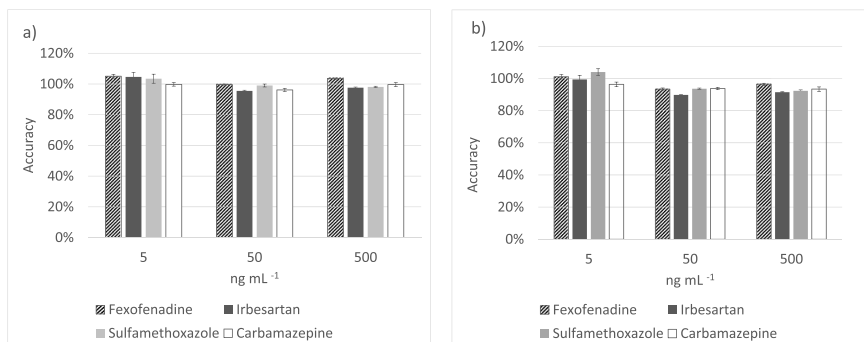 a)
120%
100%
80%
60%
40%
20%
0%
Accuracy
5 50 500
ng mL -1
Fexofenadine Irbesartan
Sulfamethoxazole Carbamazepine
b)
120%
100%
80%
60%
40%
20%
0%
Accuracy
5 50 500
ng mL -1
Fexofenadine Irbesartan
Sulfamethoxazole Carbamazepine